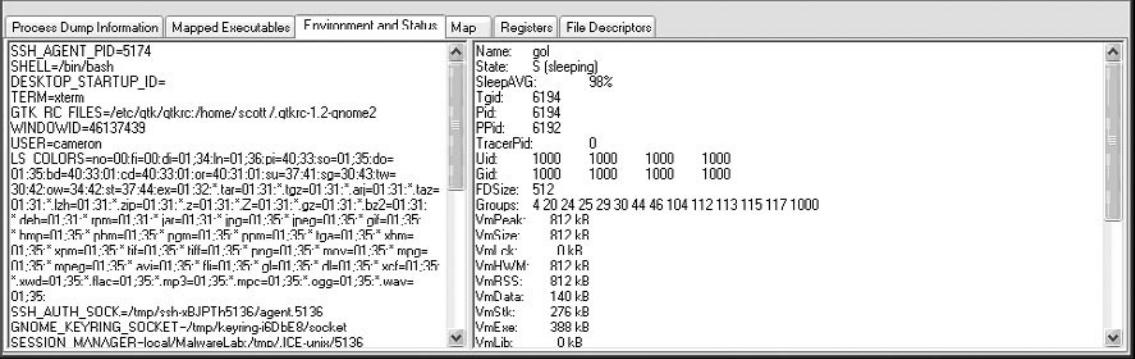 Process Dump Information Mapped Executables Environment and Status Map Registers File Descriptors
SSH_AGENT_PID=5174
SHELL=/bin/bash
DESKTOP_STARTUP_ID=
TERM=xterm
GTK_RC_FILES=/etc/gtk/gtkrc:/home/scott/.gtkrc-1.2-gnome2
WINDOWID=46137439
USER=cameron
LS_COLORS=no=00:fi=00:di=01;34:ln=01;36:pi=40;33:so=01;35:do=
01;35:bd=40;33;01:cd=40;33;01:or=40;31;01:su=37;41:sg=30;43:tw=
30;42:ow=34;42:st=37;44:ex=01;32:*.tar=01;31:*.tgz=01;31:*.arj=01;31:*.taz=
01;31:*.lzh=01;31:*.zip=01;31:*.z=01;31:*.Z=01;31:*.gz=01;31:*.bz2=01;31:
*.deb=01;31:*.rpm=01;31:*.jar=01;31:*.jpg=01;35:*.jpeg=01;35:*.gif=01;35:
*.bmp=01;35:*.pbm=01;35:*.pgm=01;35:*.ppm=01;35:*.tga=01;35:*.xbm=
01;35:*.xpm=01;35:*.tif=01;35:*.tiff=01;35:*.png=01;35:*.mov=01;35:*.mpg=
01;35:*.mpeg=01;35:*.avi=01;35:*.fli=01;35:*.gl=01;35:*.dl=01;35:*.xcf=01;35:
*.xwd=01;35:*.flac=01;35:*.mp3=01;35:*.mpc=01;35:*.ogg=01;35:*.wav=
01;35:
SSH_AUTH_SOCK=/tmp/ssh-xBJPTh5136/agent.5136
GNOME_KEYRING_SOCKET=/tmp/keyring-i6DbE8/socket
SESSION_MANAGER=local/MalwareLab:/tmp/.ICE-unix/5136
Name: gol
State: S (sleeping)
SleepAVG: 98%
Tgid: 6194
Pid: 6194
PPid: 6192
TracerPid: 0
Uid: 1000 1000 1000 1000
Gid: 1000 1000 1000 1000
FDSize: 512
Groups: 4 20 24 25 29 30 44 46 104 112 113 115 117 1000
VmPeak: 812 kB
VmSize: 812 kB
VmLck: 0 kB
VmHWM: 812 kB
VmRSS: 812 kB
VmData: 140 kB
VmStk: 276 kB
VmExe: 388 kB
VmLib: 0 kB